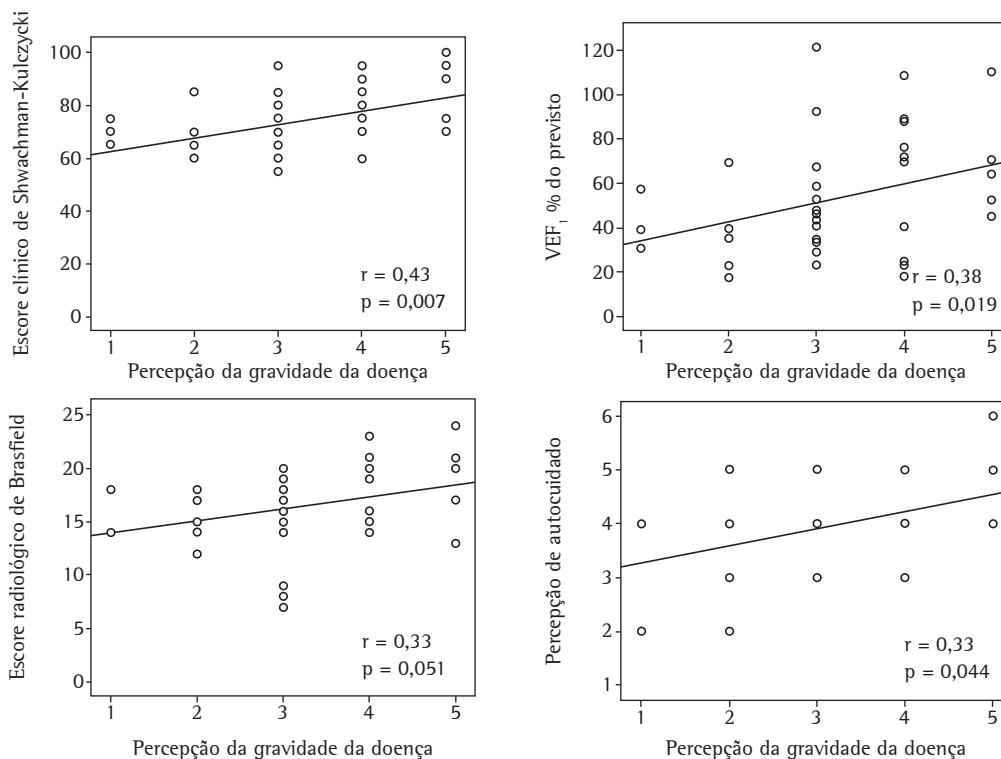 Escore clínico de Shwachman-Kulczycki
100
80
60
40
20
0
r = 0,43
p = 0,007
1 2 3 4 5
Percepção da gravidade da doença
VEF₁ % do previsto
120
100
80
60
40
20
0
r = 0,38
p = 0,019
1 2 3 4 5
Percepção da gravidade da doença
Escore radiológico de Brasfield
25
20
15
10
5
0
r = 0,33
p = 0,051
1 2 3 4 5
Percepção da gravidade da doença
Percepção de autocuidado
6
5
4
3
2
1
r = 0,33
p = 0,044
1 2 3 4 5
Percepção da gravidade da doença